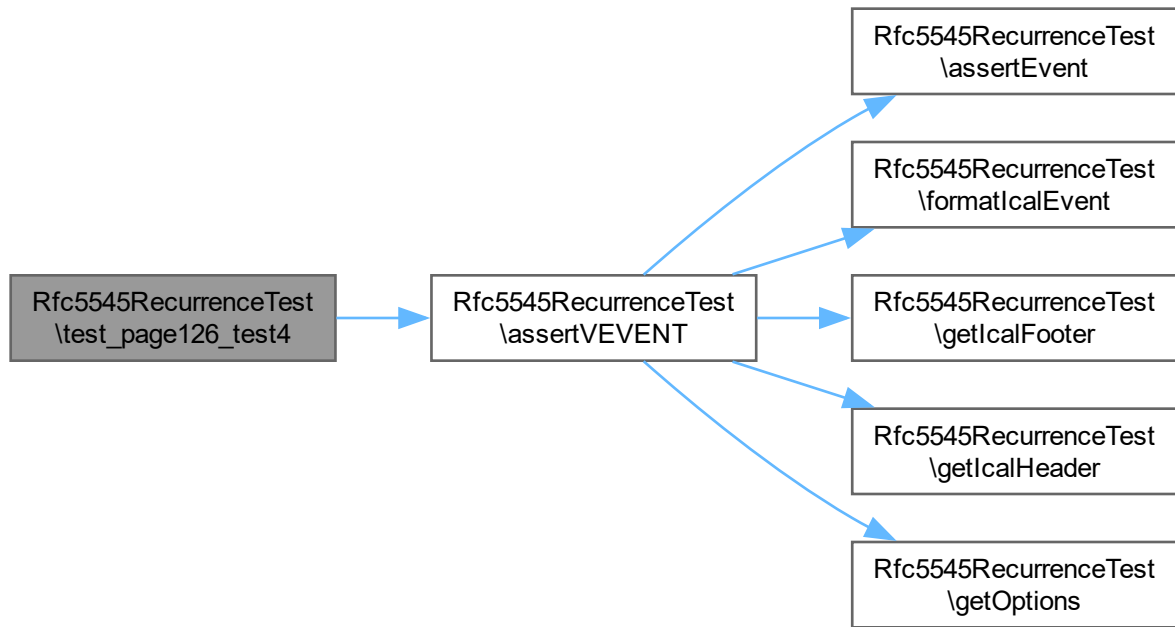 Rfc5545RecurrenceTest
\test_page126_test4
Rfc5545RecurrenceTest
\assertVEVENT
Rfc5545RecurrenceTest
\assertEvent
Rfc5545RecurrenceTest
\formatIcalEvent
Rfc5545RecurrenceTest
\getIcalFooter
Rfc5545RecurrenceTest
\getIcalHeader
Rfc5545RecurrenceTest
\getOptions